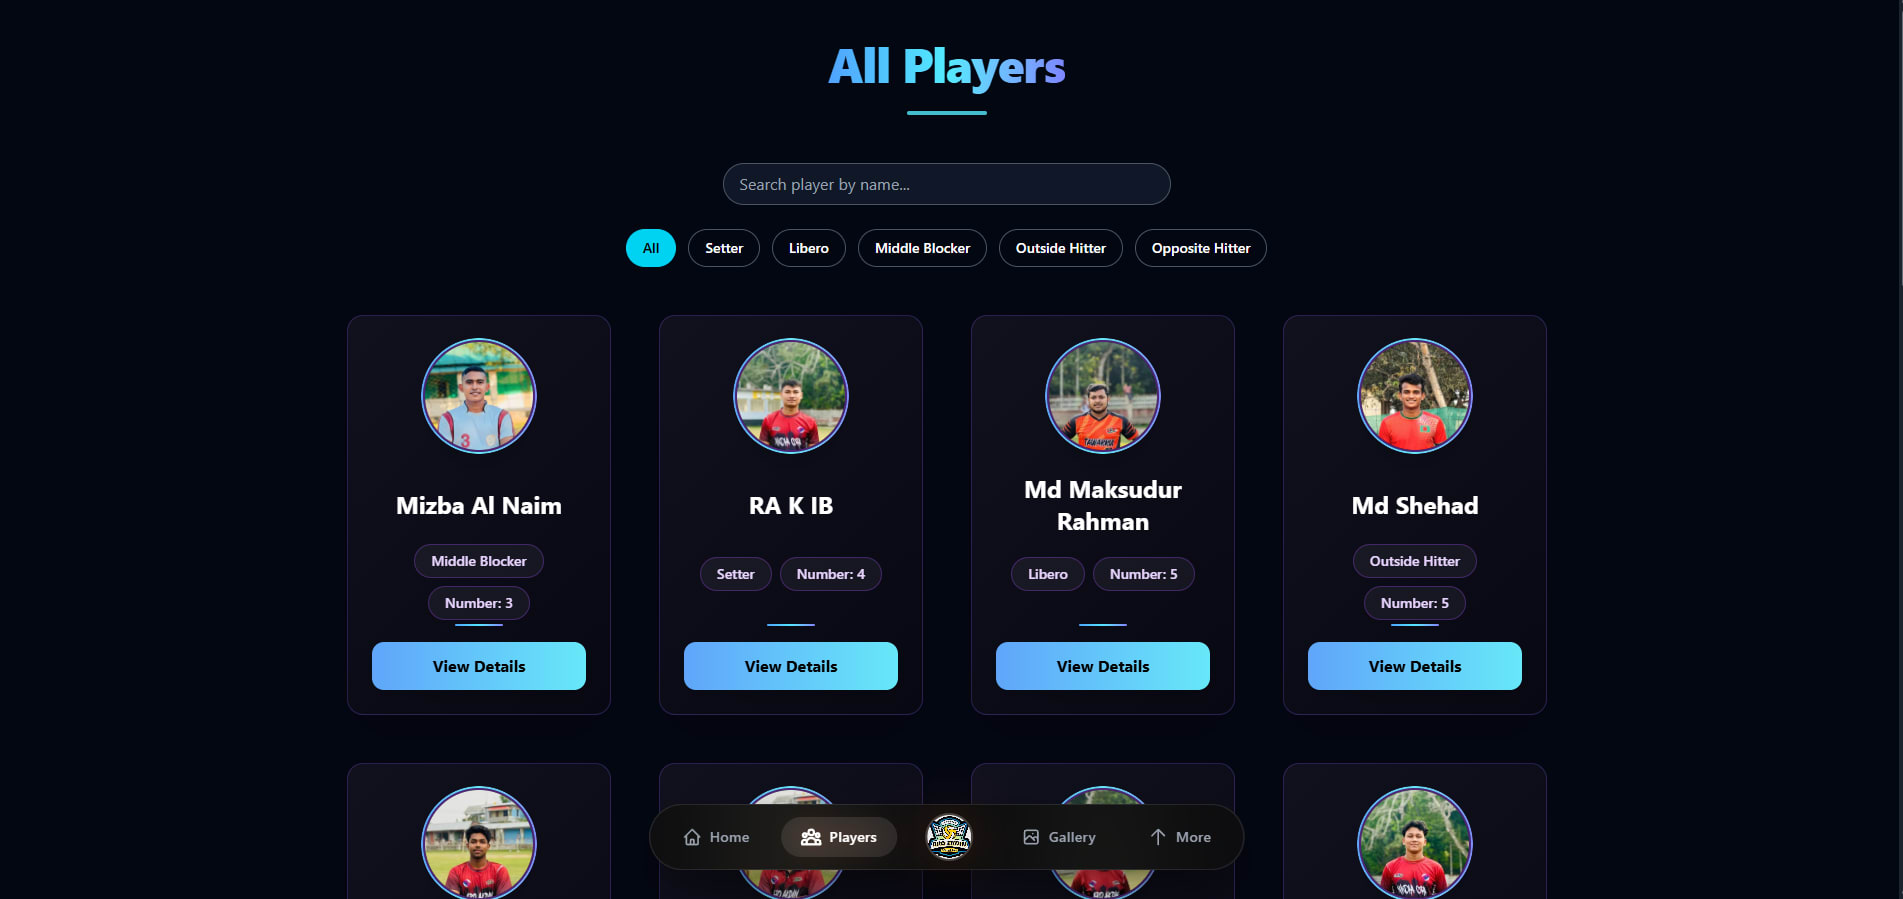 All Players
Search player by name...
All
Setter
Libero
Middle Blocker
Outside Hitter
Opposite Hitter
3
TAWAKKUL
Mizba Al Naim
RA K IB
Md Maksudur
Rahman
Md Shehad
Middle Blocker
Number: 3
Setter
Number: 4
Libero
Number: 5
Outside Hitter
Number: 5
View Details
View Details
View Details
View Details
Home
Players
Gallery
More